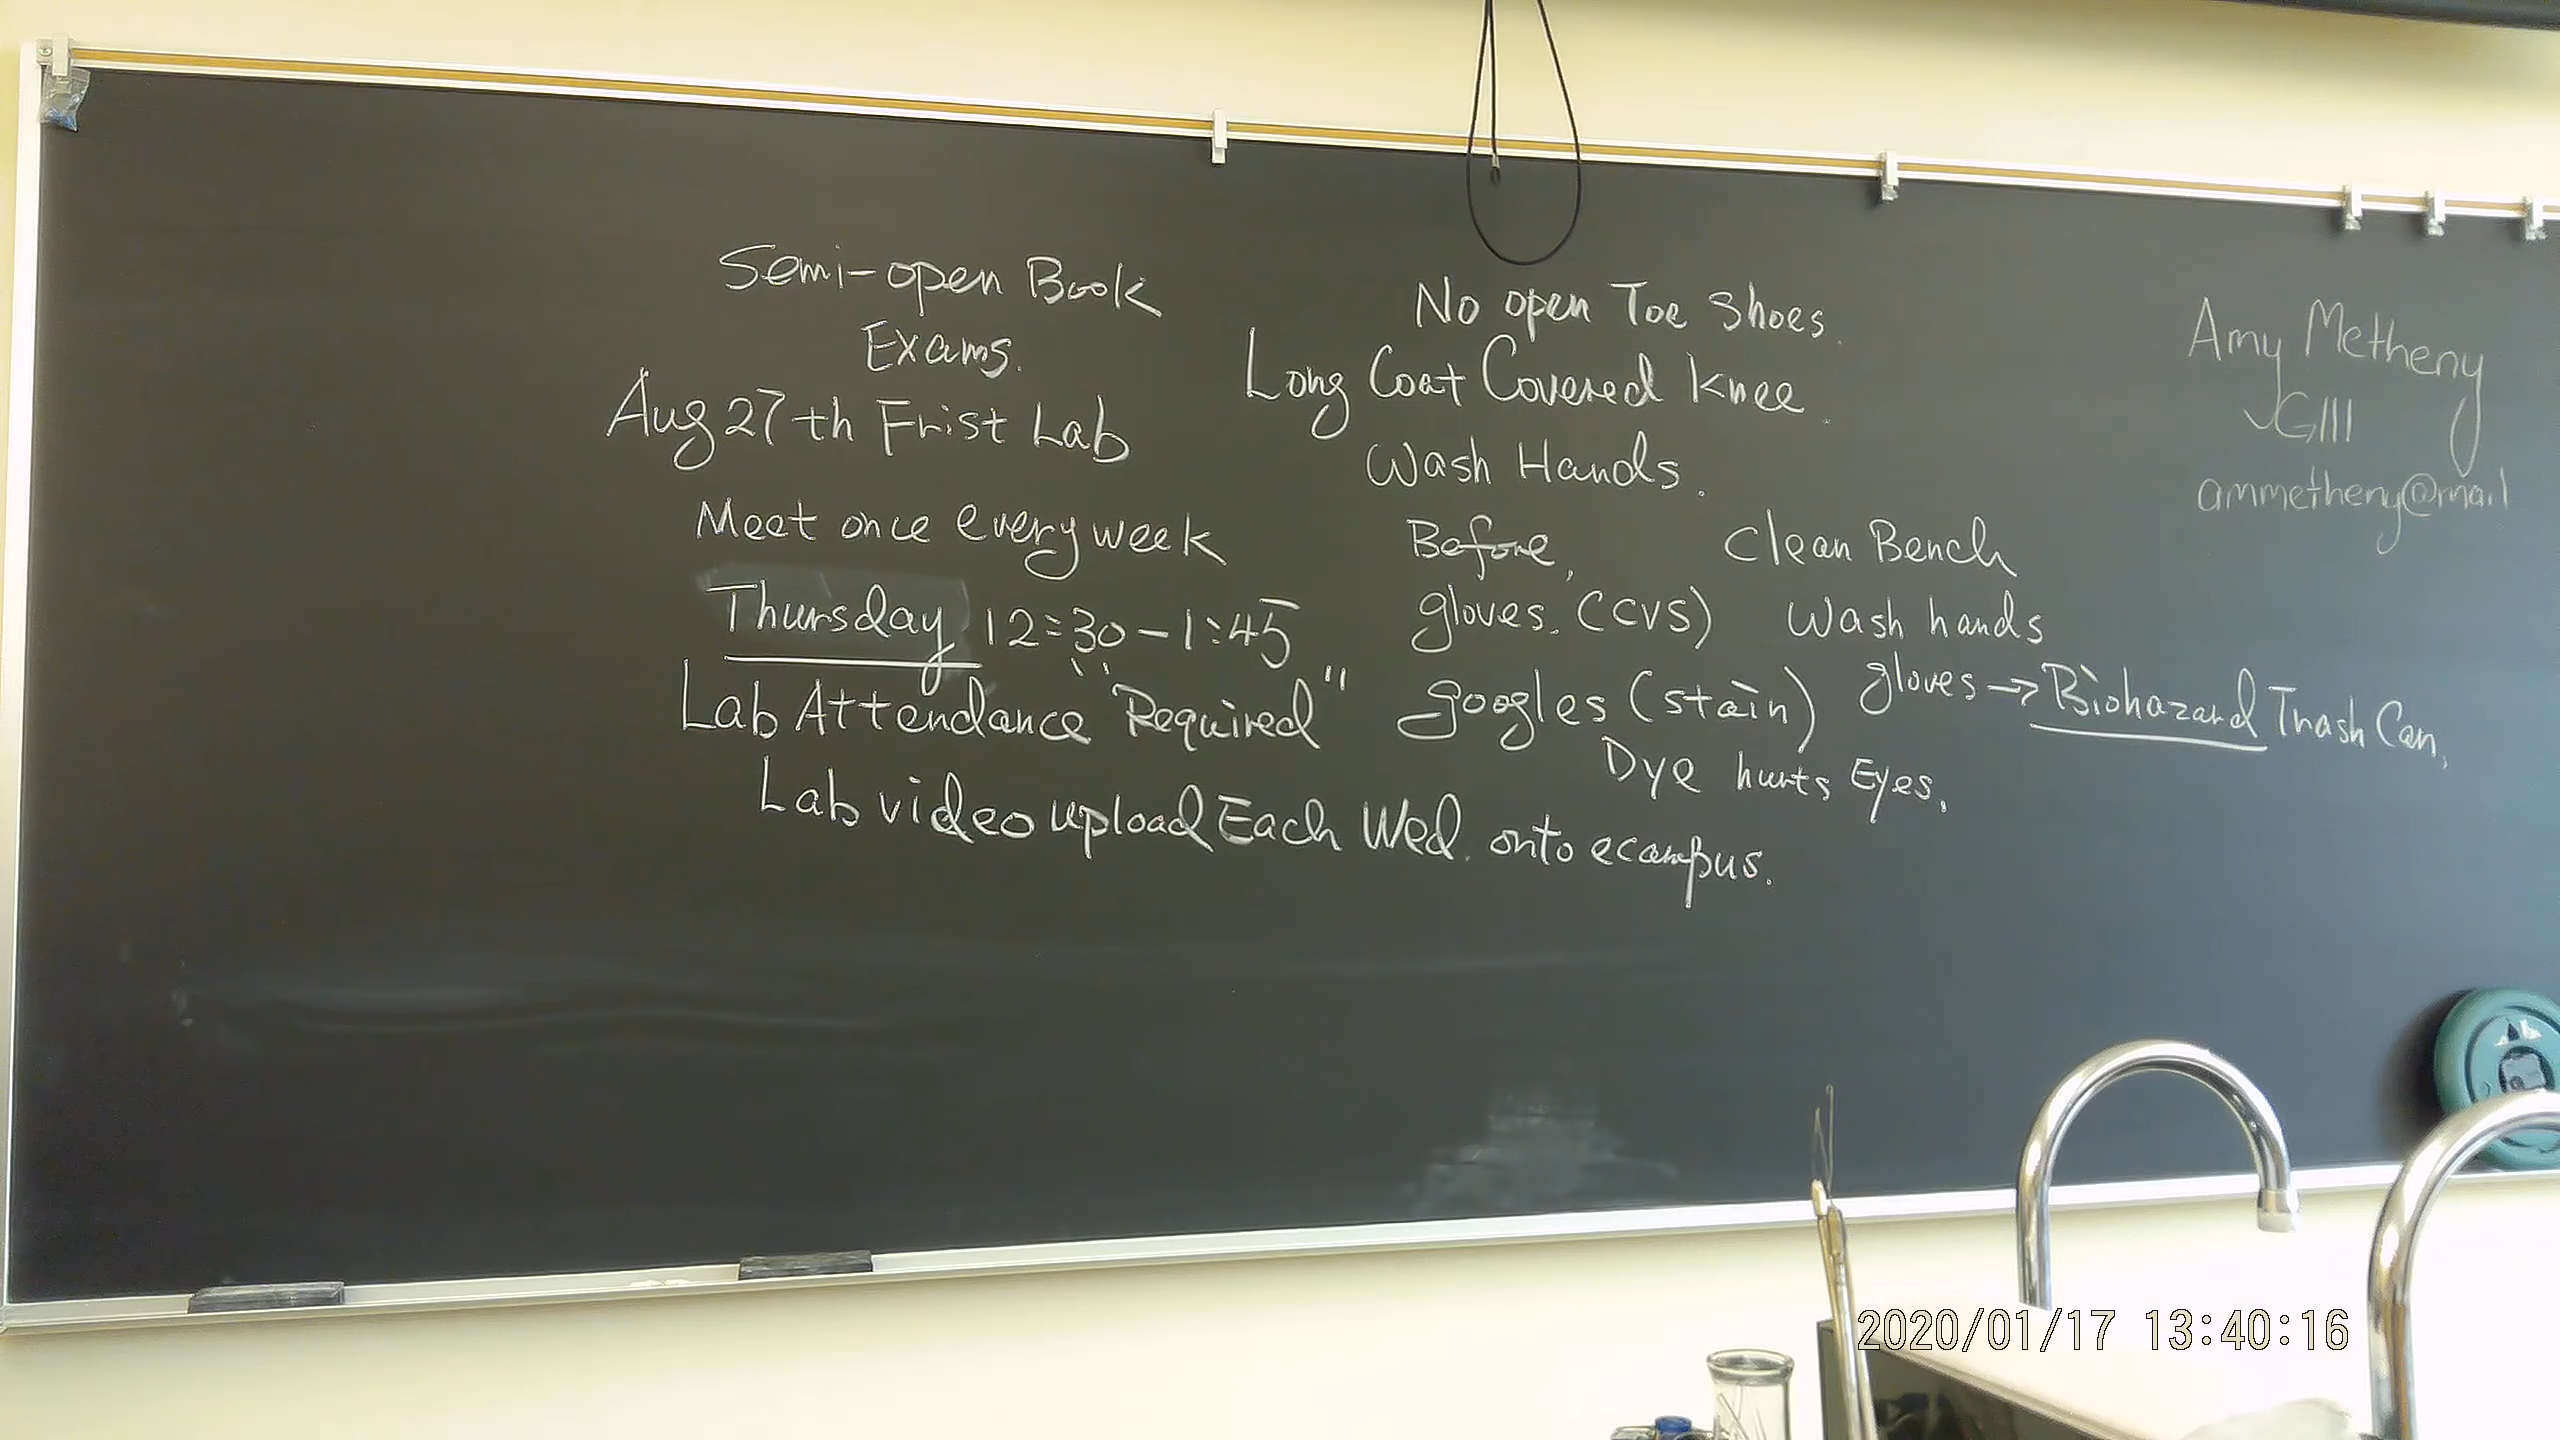 Semi-open Book
Exams.
Aug 27th Frist Lab
Meet once every week
Thursday 12:30-1:45
Lab Attendance "Required"
Lab video upload Each Wed. onto ecampus.
No open Toe Shoes.
Long Coat Covered Knee.
Wash Hands.
Before,
gloves. (CVS)
googles (stain)
Dye hurts Eyes.
Clean Bench
Wash hands
gloves → Biohazard Trash Can.
Amy Metheny
G111
ammetheny@mail
2020/01/17 13:40:16